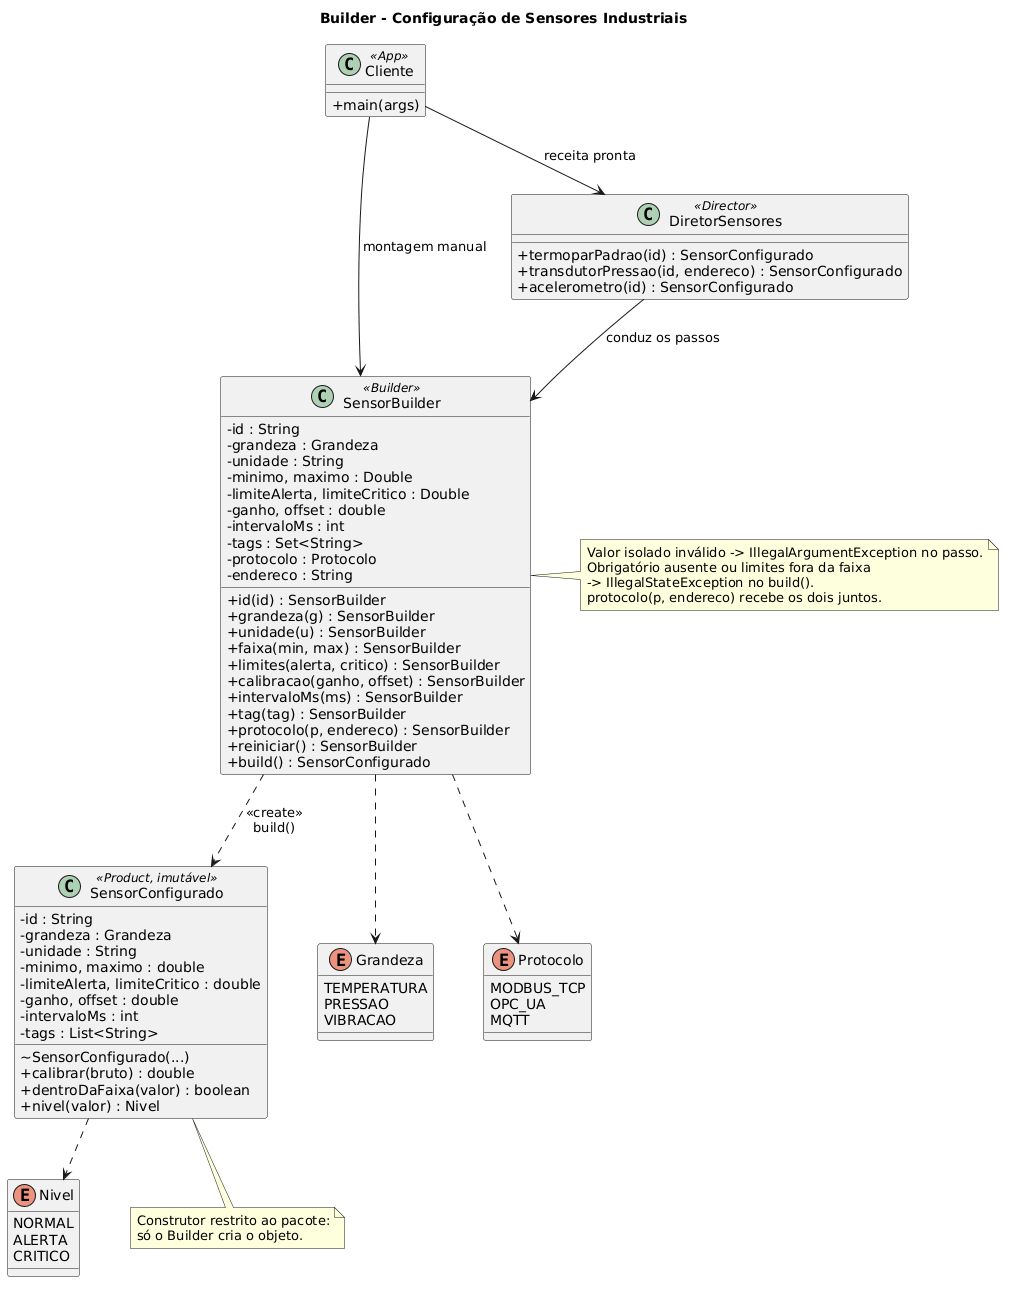 Builder - Configuração de Sensores Industriais
C
«App»
Cliente
+main(args)
receita pronta
C
«Director»
DiretorSensores
+termoparPadrao(id) : SensorConfigurado
+transdutorPressao(id, endereco) : SensorConfigurado
+acelerometro(id) : SensorConfigurado
montagem manual
conduz os passos
C
«Builder»
SensorBuilder
-id : String
-grandeza : Grandeza
-unidade : String
-minimo, maximo : Double
-limiteAlerta, limiteCritico : Double
-ganho, offset : double
-intervaloMs : int
-tags : Set<String>
-protocolo : Protocolo
-endereco : String
+id(id) : SensorBuilder
+grandeza(g) : SensorBuilder
+unidade(u) : SensorBuilder
+faixa(min, max) : SensorBuilder
+limites(alerta, critico) : SensorBuilder
+calibracao(ganho, offset) : SensorBuilder
+intervaloMs(ms) : SensorBuilder
+tag(tag) : SensorBuilder
+protocolo(p, endereco) : SensorBuilder
+reiniciar() : SensorBuilder
+build() : SensorConfigurado
Valor isolado inválido -> IllegalArgumentException no passo.
Obrigatório ausente ou limites fora da faixa
-> IllegalStateException no build().
protocolo(p, endereco) recebe os dois juntos.
«create»
build()
C
«Product, imutável»
SensorConfigurado
-id : String
-grandeza : Grandeza
-unidade : String
-minimo, maximo : double
-limiteAlerta, limiteCritico : double
-ganho, offset : double
-intervaloMs : int
-tags : List<String>
~SensorConfigurado(...)
+calibrar(bruto) : double
+dentroDaFaixa(valor) : boolean
+nivel(valor) : Nivel
E
Grandeza
TEMPERATURA
PRESSAO
VIBRACAO
E
Protocolo
MODBUS_TCP
OPC_UA
MQTT
E
Nivel
NORMAL
ALERTA
CRITICO
Construtor restrito ao pacote:
só o Builder cria o objeto.